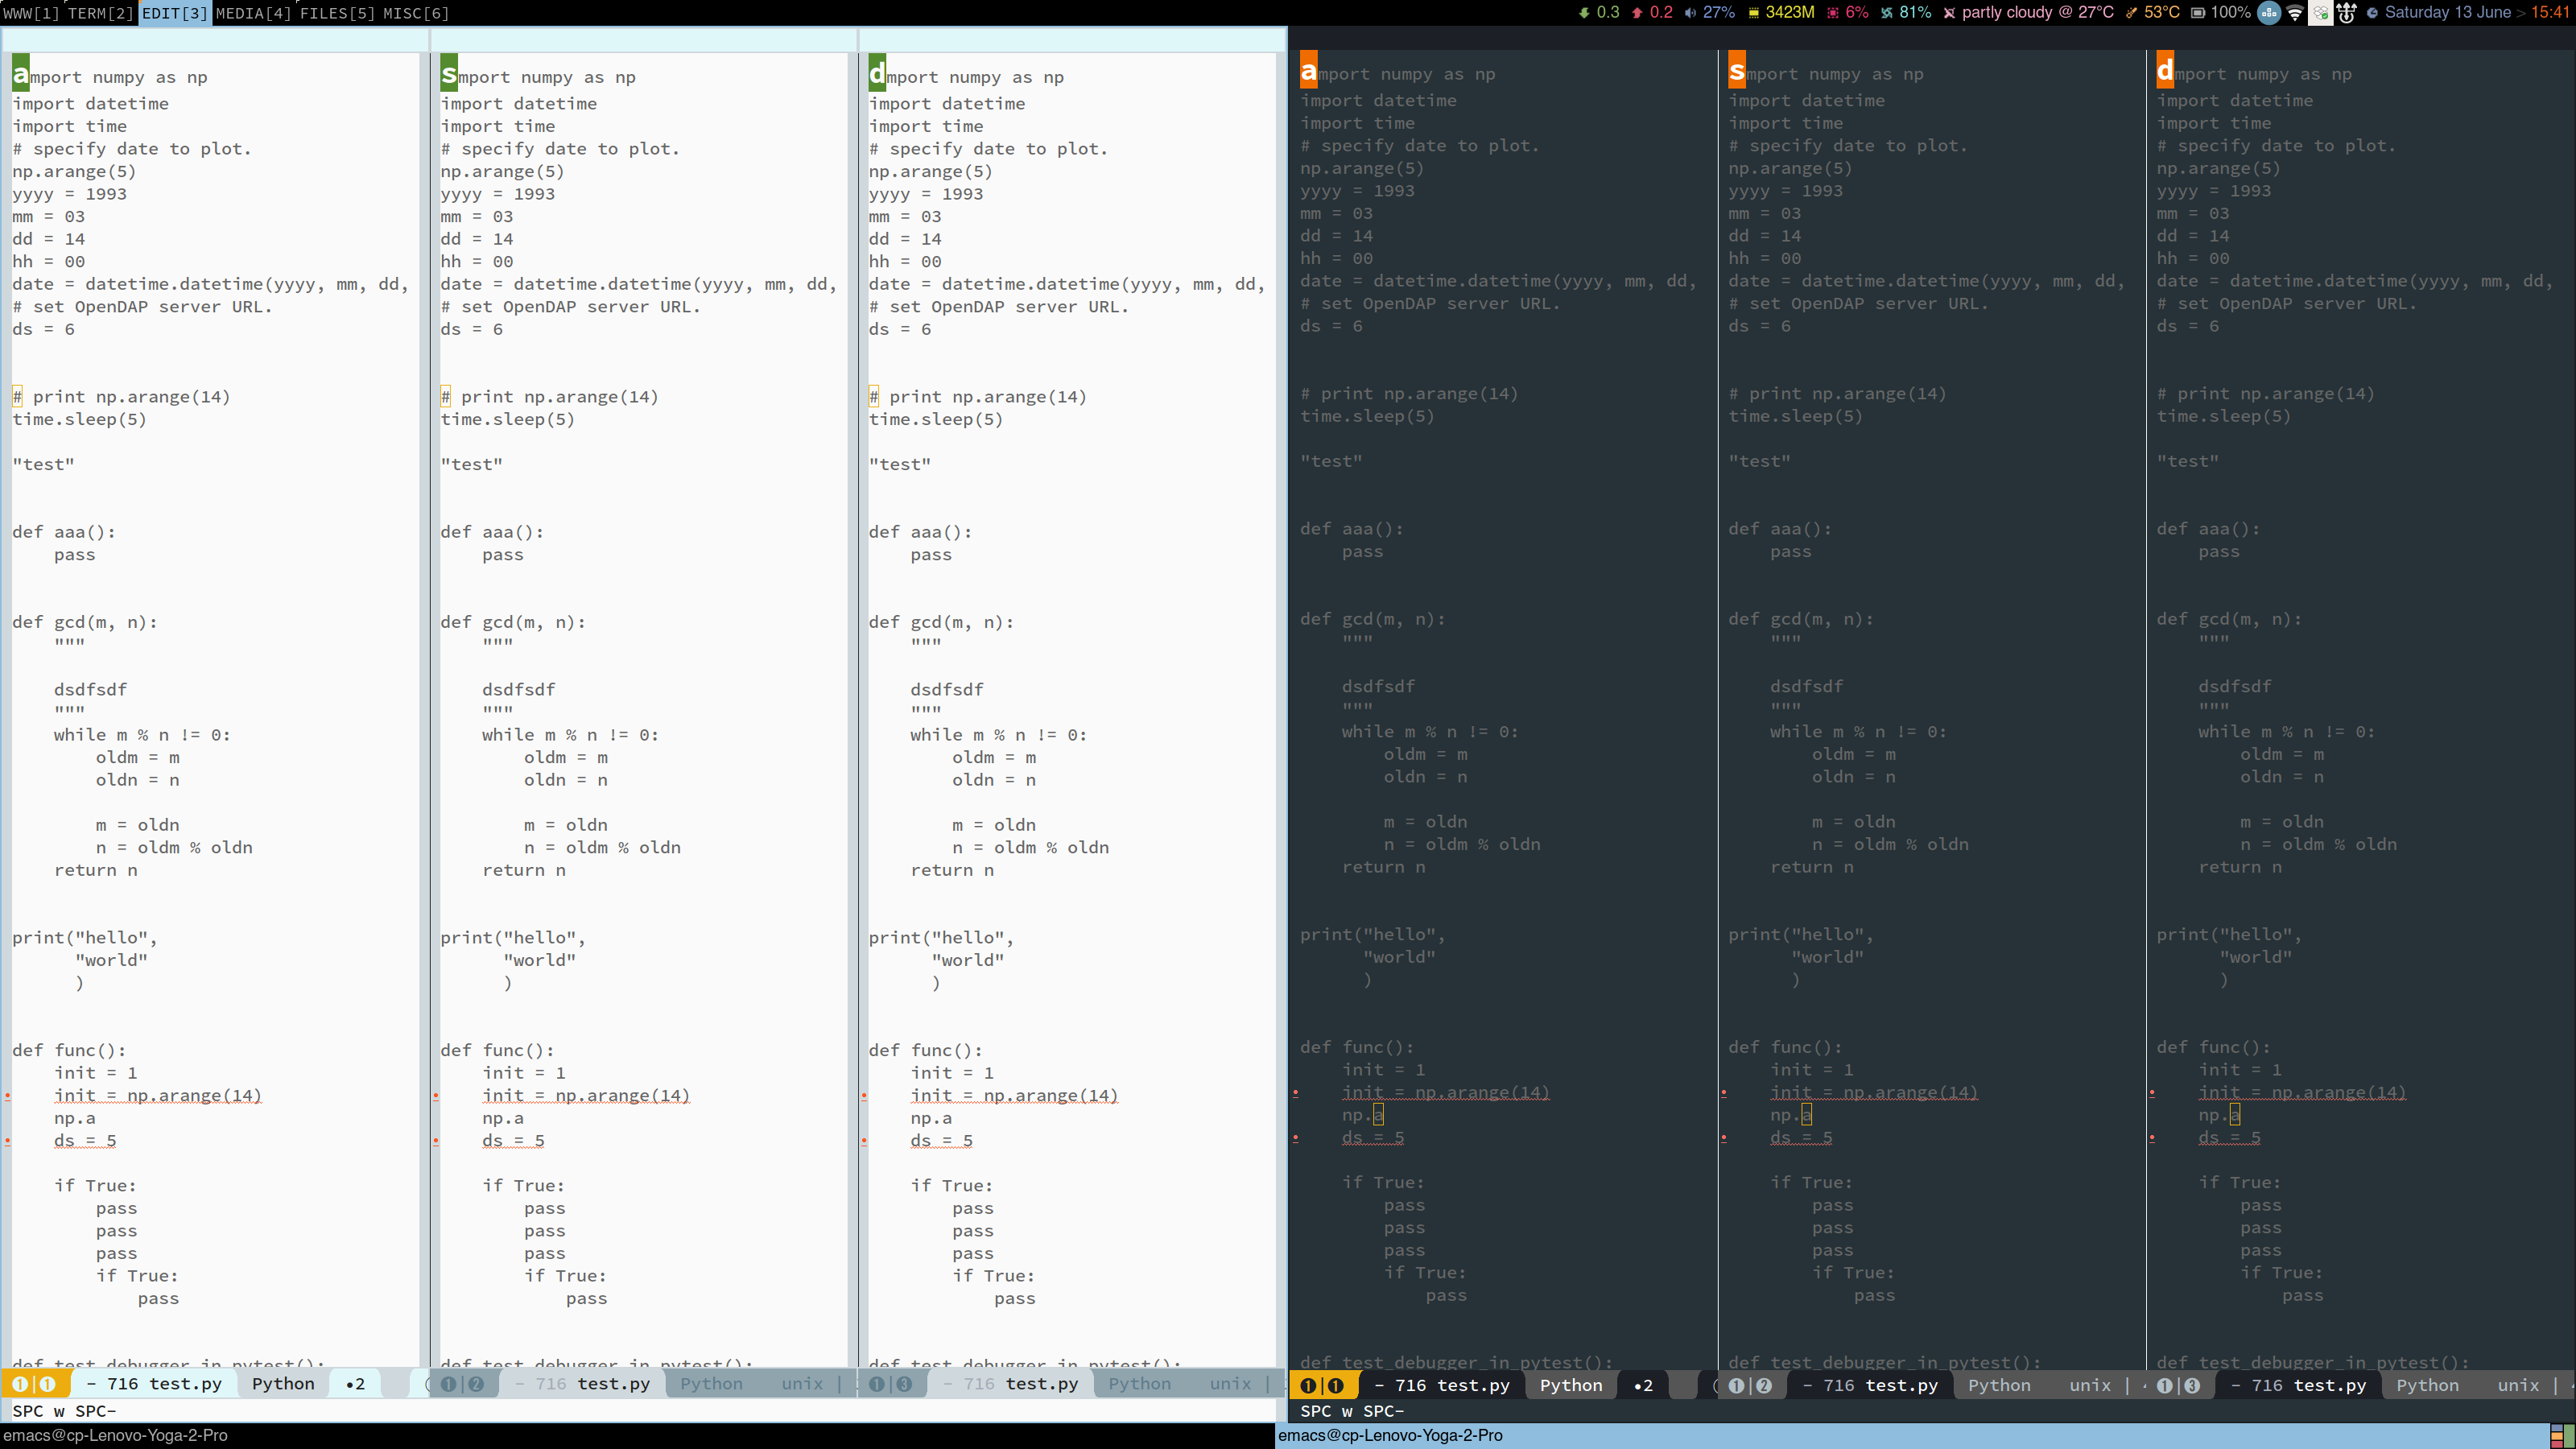 WWW[1] TERM[2] EDIT[3] MEDIA[4] FILES[5] MISC[6] 0.3 0.2 27% 3423M 6% 81% partly cloudy @ 27°C 53°C 100% Saturday 13 June > 15:41
a mport numpy as np
import datetime
import time
# specify date to plot.
np.arange(5)
yyyy = 1993
mm = 03
dd = 14
hh = 00
date = datetime.datetime(yyyy, mm, dd,
# set OpenDAP server URL.
ds = 6
# print np.arange(14)
time.sleep(5)
"test"
def aaa():
    pass
def gcd(m, n):
    """
    dsdfsdf
    """
    while m % n != 0:
        oldm = m
        oldn = n
        m = oldn
        n = oldm % oldn
    return n
print("hello",
      "world"
      )
def func():
    init = 1
    init = np.arange(14)
    np.a
    ds = 5
    if True:
        pass
        pass
        pass
        if True:
            pass
def test_debugger_in_pytest():
1|1 - 716 test.py Python •2
s mport numpy as np
import datetime
import time
# specify date to plot.
np.arange(5)
yyyy = 1993
mm = 03
dd = 14
hh = 00
date = datetime.datetime(yyyy, mm, dd,
# set OpenDAP server URL.
ds = 6
# print np.arange(14)
time.sleep(5)
"test"
def aaa():
    pass
def gcd(m, n):
    """
    dsdfsdf
    """
    while m % n != 0:
        oldm = m
        oldn = n
        m = oldn
        n = oldm % oldn
    return n
print("hello",
      "world"
      )
def func():
    init = 1
    init = np.arange(14)
    np.a
    ds = 5
    if True:
        pass
        pass
        pass
        if True:
            pass
def test_debugger_in_pytest():
1|2 - 716 test.py Python unix |
d mport numpy as np
import datetime
import time
# specify date to plot.
np.arange(5)
yyyy = 1993
mm = 03
dd = 14
hh = 00
date = datetime.datetime(yyyy, mm, dd,
# set OpenDAP server URL.
ds = 6
# print np.arange(14)
time.sleep(5)
"test"
def aaa():
    pass
def gcd(m, n):
    """
    dsdfsdf
    """
    while m % n != 0:
        oldm = m
        oldn = n
        m = oldn
        n = oldm % oldn
    return n
print("hello",
      "world"
      )
def func():
    init = 1
    init = np.arange(14)
    np.a
    ds = 5
    if True:
        pass
        pass
        pass
        if True:
            pass
def test_debugger_in_pytest():
1|3 - 716 test.py Python unix |
SPC w SPC-
emacs@cp-Lenovo-Yoga-2-Pro
a mport numpy as np
import datetime
import time
# specify date to plot.
np.arange(5)
yyyy = 1993
mm = 03
dd = 14
hh = 00
date = datetime.datetime(yyyy, mm, dd,
# set OpenDAP server URL.
ds = 6
# print np.arange(14)
time.sleep(5)
"test"
def aaa():
    pass
def gcd(m, n):
    """
    dsdfsdf
    """
    while m % n != 0:
        oldm = m
        oldn = n
        m = oldn
        n = oldm % oldn
    return n
print("hello",
      "world"
      )
def func():
    init = 1
    init = np.arange(14)
    np.a
    ds = 5
    if True:
        pass
        pass
        pass
        if True:
            pass
def test_debugger_in_pytest():
1|1 - 716 test.py Python •2
s mport numpy as np
import datetime
import time
# specify date to plot.
np.arange(5)
yyyy = 1993
mm = 03
dd = 14
hh = 00
date = datetime.datetime(yyyy, mm, dd,
# set OpenDAP server URL.
ds = 6
# print np.arange(14)
time.sleep(5)
"test"
def aaa():
    pass
def gcd(m, n):
    """
    dsdfsdf
    """
    while m % n != 0:
        oldm = m
        oldn = n
        m = oldn
        n = oldm % oldn
    return n
print("hello",
      "world"
      )
def func():
    init = 1
    init = np.arange(14)
    np.a
    ds = 5
    if True:
        pass
        pass
        pass
        if True:
            pass
def test_debugger_in_pytest():
1|2 - 716 test.py Python unix |
d mport numpy as np
import datetime
import time
# specify date to plot.
np.arange(5)
yyyy = 1993
mm = 03
dd = 14
hh = 00
date = datetime.datetime(yyyy, mm, dd,
# set OpenDAP server URL.
ds = 6
# print np.arange(14)
time.sleep(5)
"test"
def aaa():
    pass
def gcd(m, n):
    """
    dsdfsdf
    """
    while m % n != 0:
        oldm = m
        oldn = n
        m = oldn
        n = oldm % oldn
    return n
print("hello",
      "world"
      )
def func():
    init = 1
    init = np.arange(14)
    np.a
    ds = 5
    if True:
        pass
        pass
        pass
        if True:
            pass
def test_debugger_in_pytest():
1|3 - 716 test.py Python unix |
SPC w SPC-
emacs@cp-Lenovo-Yoga-2-Pro